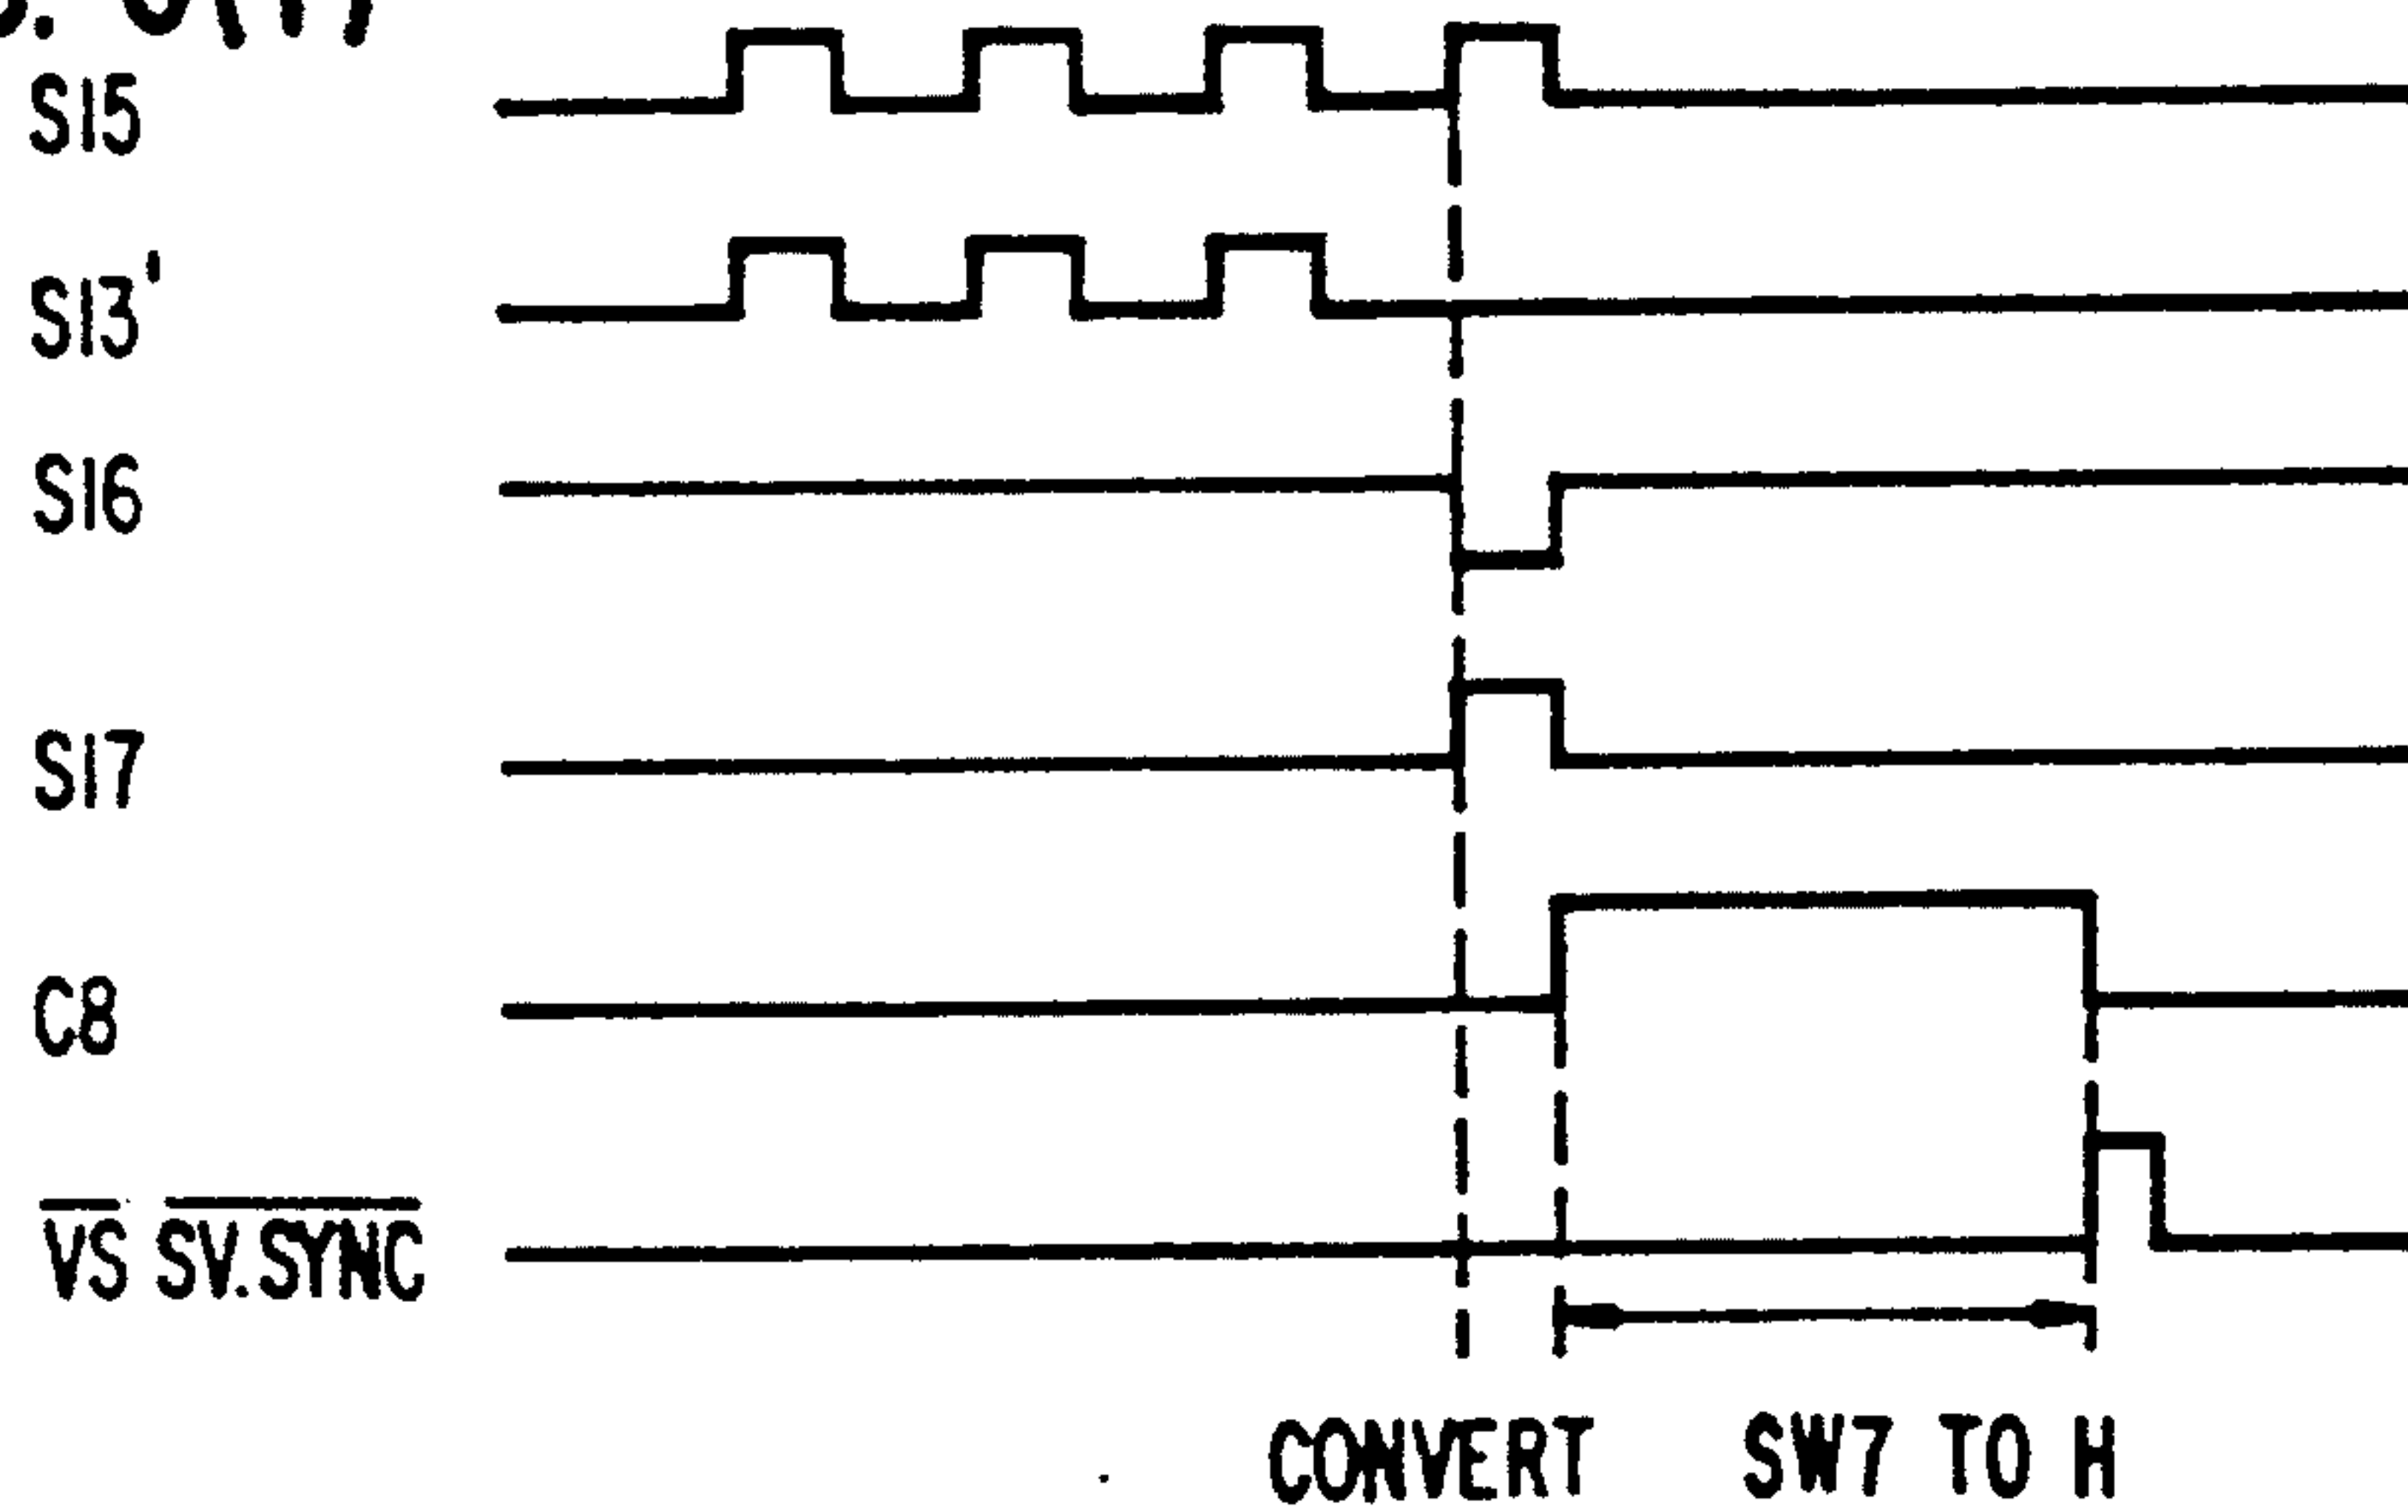 S15
S13'
S16
S17
C8
VS SV.SYNC
CONVERT SW7 TO H